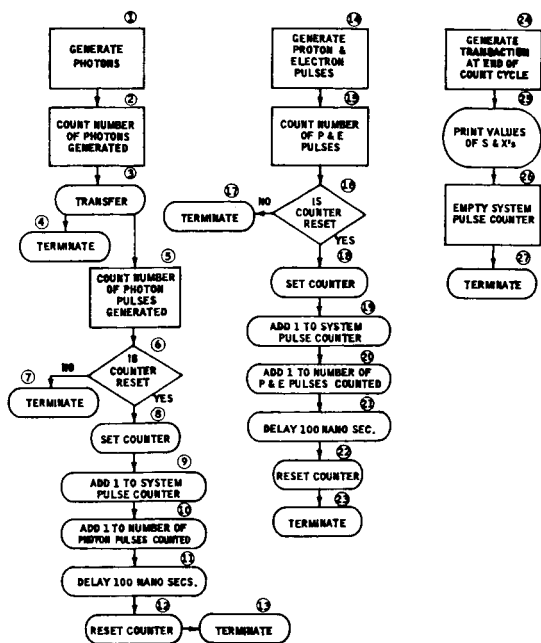 1
GENERATE
PHOTONS
2
COUNT NUMBER
OF PHOTONS
GENERATED
3
TRANSFER
4
TERMINATE
5
COUNT NUMBER
OF PHOTON
PULSES
GENERATED
6
IS
COUNTER
RESET
NO
YES
7
TERMINATE
8
SET COUNTER
9
ADD 1 TO SYSTEM
PULSE COUNTER
10
ADD 1 TO NUMBER OF
PHOTON PULSES COUNTED
11
DELAY 100 NANO SECS.
12
RESET COUNTER
13
TERMINATE
14
GENERATE
PROTON &
ELECTRON
PULSES
15
COUNT NUMBER
OF P & E
PULSES
16
IS
COUNTER
RESET
NO
YES
17
TERMINATE
18
SET COUNTER
19
ADD 1 TO SYSTEM
PULSE COUNTER
20
ADD 1 TO NUMBER OF
P & E PULSES COUNTED
21
DELAY 100 NANO SEC.
22
RESET COUNTER
23
TERMINATE
24
GENERATE
TRANSACTION
AT END OF
COUNT CYCLE
25
PRINT VALUES
OF S & X's
26
EMPTY SYSTEM
PULSE COUNTER
27
TERMINATE